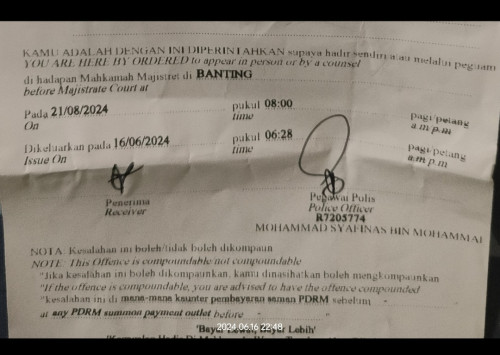 KAMU ADALAH DENGAN INI DIPERINTAHKAN supaya hadir sendiri atau melalui peguam
YOU ARE HERE BY ORDERED to appear in person or by a counsel
di hadapan Mahkamah Majistret di BANTING
before Majistrate Court at
Pada 21/08/2024 pukul 08:00 pagi/petang
On time a.m p.m
Dikeluarkan pada 16/06/2024 pukul 06:28 pagi/petang
Issue On time a.m p.m
Penerima Pegawai Polis
Receiver Police Officer
R7205774
MOHAMMAD SYAFINAS BIN MOHAMMAD
NOTA: Kesalahan ini boleh/tidak boleh dikompaun
NOTE: This Offence is compoundable not compoundable
"Jika kesalahan ini boleh dikompaunkan, kamu dinasihatkan boleh mengkompaunkan
"If the offence is compoundable, you are advised to have the offence compounded
"kesalahan ini di mana-mana kaunter pembayaran saman PDRM sebelum "
at any PDRM summon payment outlet before "
'Bayar Lewat, Bayar Lebih'
2024.06.16 22:48